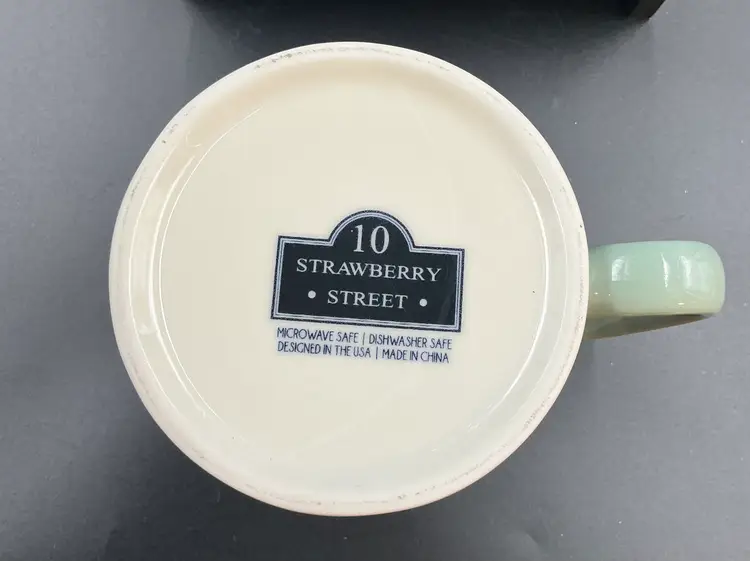 10
STRAWBERRY
• STREET •
MICROWAVE SAFE | DISHWASHER SAFE
DESIGNED IN THE USA | MADE IN CHINA